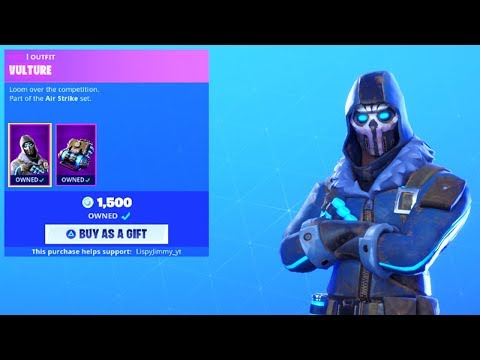 ! OUTFIT
VULTURE
Loom over the competition.
Part of the Air Strike set.
OWNED ✓
OWNED ✓
1,500
OWNED ✓
BUY AS A GIFT
This purchase helps support: LispyJimmy_yt